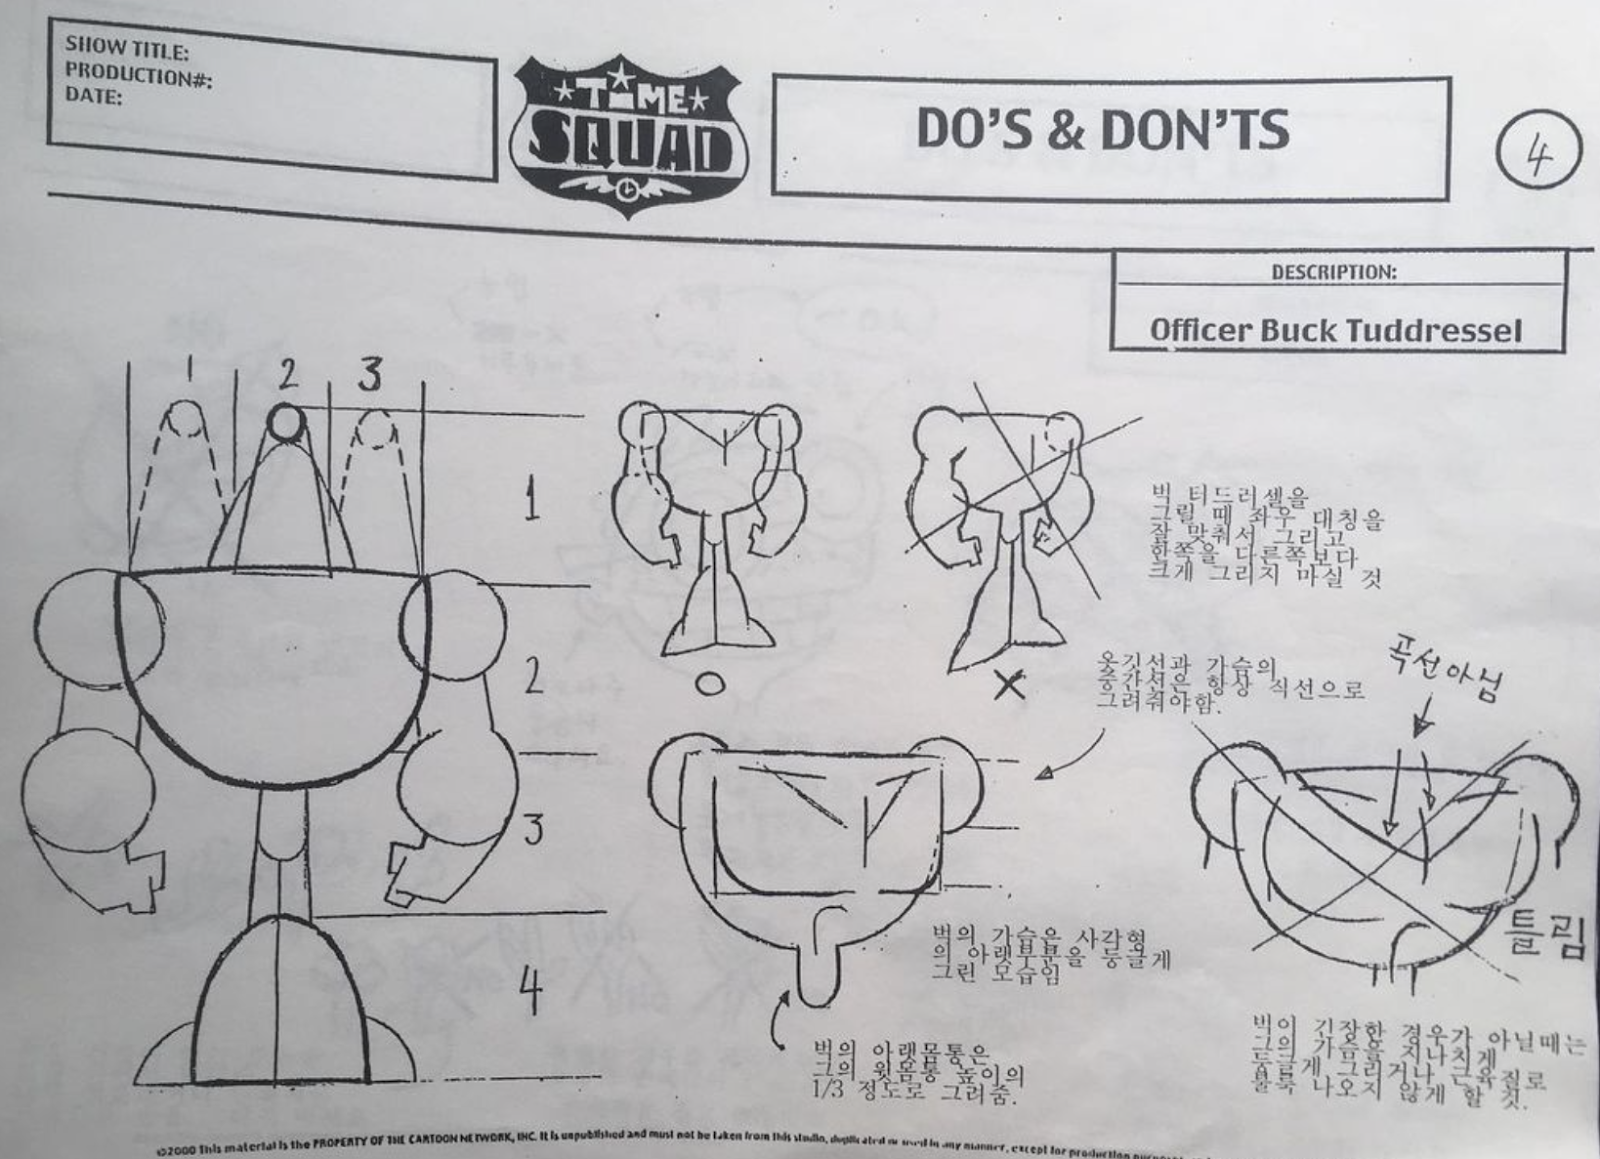 SHOW TITLE:
PRODUCTION#:
DATE:
TIME
SQUAD
DO'S & DON'TS
4
DESCRIPTION:
Officer Buck Tuddressel
1 2 3
1
2
3
4
벅 터드러셀을
그릴 때 좌우 대칭을
잘 맞춰서 그리고
한쪽을 다른쪽보다
크게 그리지 마실 것
옷깃선과 가슴의
중간선은 항상 직선으로
그려줘야함.
곡선아님
벅의 가슴은 사각형
의 아랫부분을 둥글게
그린 모습임
틀림
벅의 아랫몸통은
그의 윗몸통 높이의
1/3 정도로 그려줌.
벅이 긴장한 경우가 아닐때는
그의 가슴을 지나치게
둥글게 그리거나 근육질로
불룩 나오지 않게 할 것.
©2000 This material is the PROPERTY OF THE CARTOON NETWORK, INC. It is unpublished and must not be taken from this studio, duplicated or used in any manner, except for production purposes,